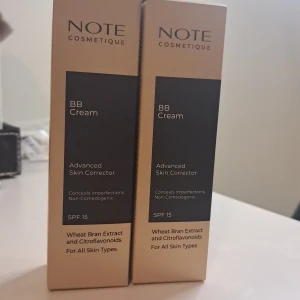 NOTE
COSMETIQUE
BB
Cream
Advanced
Skin Corrector
Conceals Imperfections
Non-Comedogenic
SPF 15
Wheat Bran Extract
and Citroflavonoids
For All Skin Types
NOTE
COSMETIQUE
BB
Cream
Advanced
Skin Corrector
Conceals Imperfections
Non-Comedogenic
SPF 15
Wheat Bran Extract
and Citroflavonoids
For All Skin Types